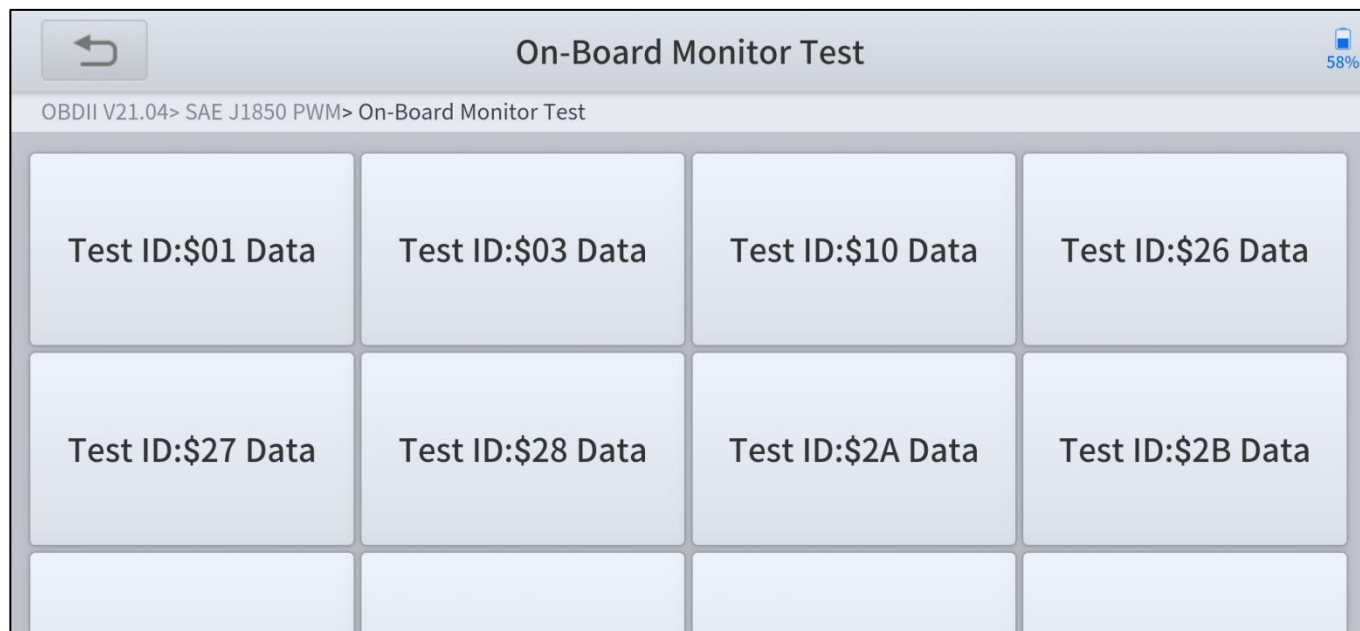 On-Board Monitor Test
58%
OBDII V21.04> SAE J1850 PWM> On-Board Monitor Test
Test ID:$01 Data
Test ID:$03 Data
Test ID:$10 Data
Test ID:$26 Data
Test ID:$27 Data
Test ID:$28 Data
Test ID:$2A Data
Test ID:$2B Data